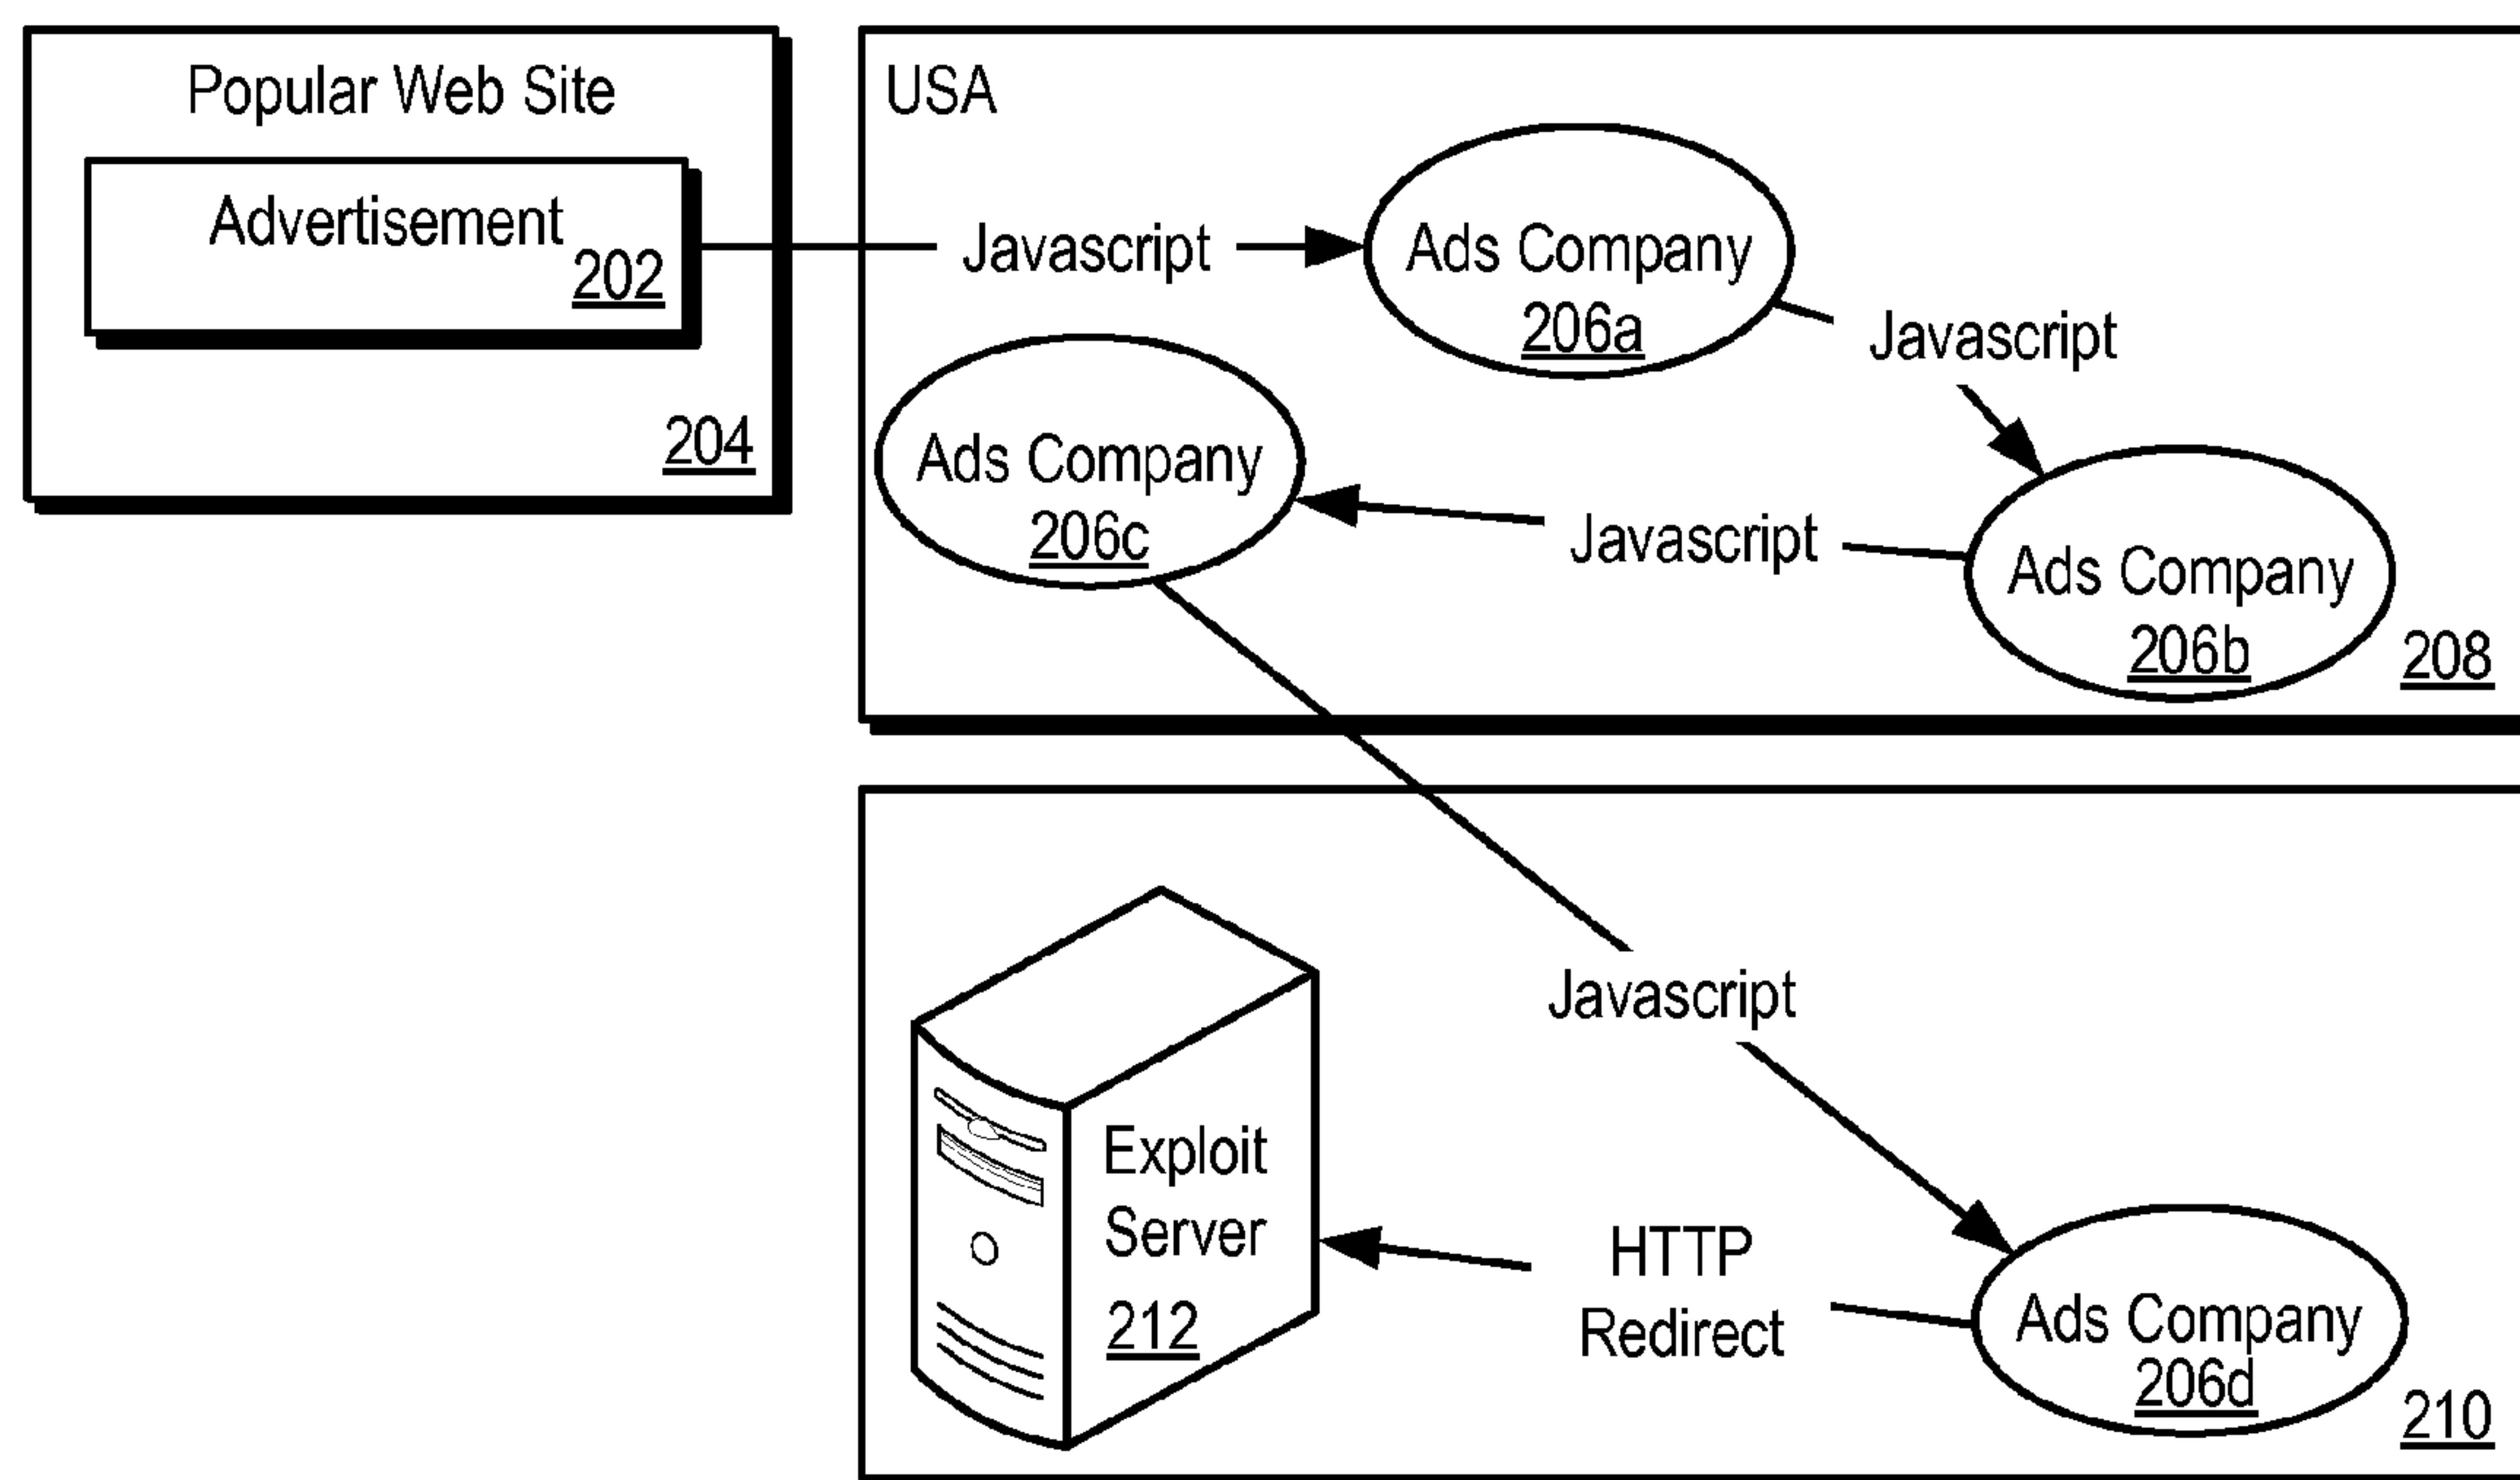 Popular Web Site
Advertisement
202
204
USA
Javascript
Ads Company
206a
Javascript
Ads Company
206b
Javascript
Ads Company
206c
208
Javascript
Ads Company
206d
HTTP
Redirect
Exploit
Server
212
210